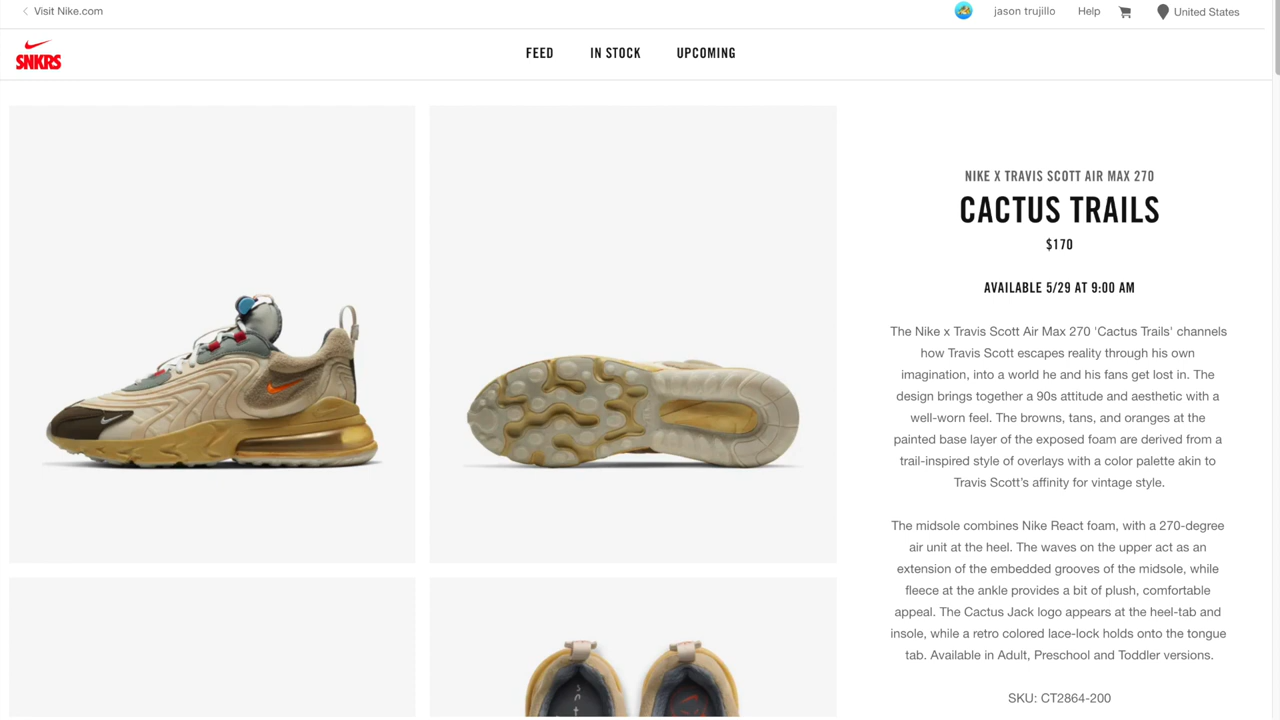 Visit Nike.com
jason trujillo
Help
United States
SNKRS
FEED
IN STOCK
UPCOMING
NIKE X TRAVIS SCOTT AIR MAX 270
CACTUS TRAILS
$170
AVAILABLE 5/29 AT 9:00 AM
The Nike x Travis Scott Air Max 270 'Cactus Trails' channels
how Travis Scott escapes reality through his own
imagination, into a world he and his fans get lost in. The
design brings together a 90s attitude and aesthetic with a
well-worn feel. The browns, tans, and oranges at the
painted base layer of the exposed foam are derived from a
trail-inspired style of overlays with a color palette akin to
Travis Scott’s affinity for vintage style.
The midsole combines Nike React foam, with a 270-degree
air unit at the heel. The waves on the upper act as an
extension of the embedded grooves of the midsole, while
fleece at the ankle provides a bit of plush, comfortable
appeal. The Cactus Jack logo appears at the heel-tab and
insole, while a retro colored lace-lock holds onto the tongue
tab. Available in Adult, Preschool and Toddler versions.
SKU: CT2864-200